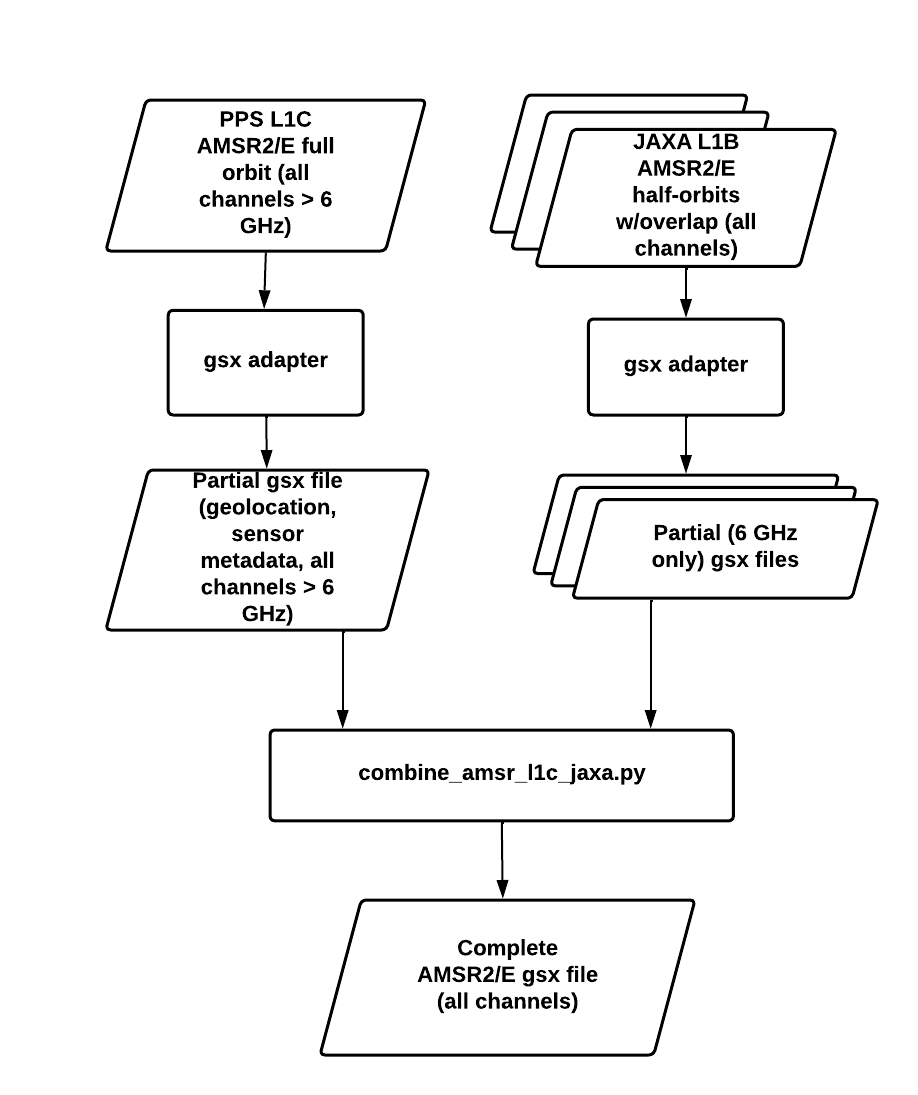 PPS L1C
AMSR2/E full
orbit (all
channels > 6
GHz)
JAXA L1B
AMSR2/E
half-orbits
w/overlap (all
channels)
gsx adapter
gsx adapter
Partial gsx file
(geolocation,
sensor
metadata, all
channels > 6
GHz)
Partial (6 GHz
only) gsx files
combine_amsr_l1c_jaxa.py
Complete
AMSR2/E gsx file
(all channels)